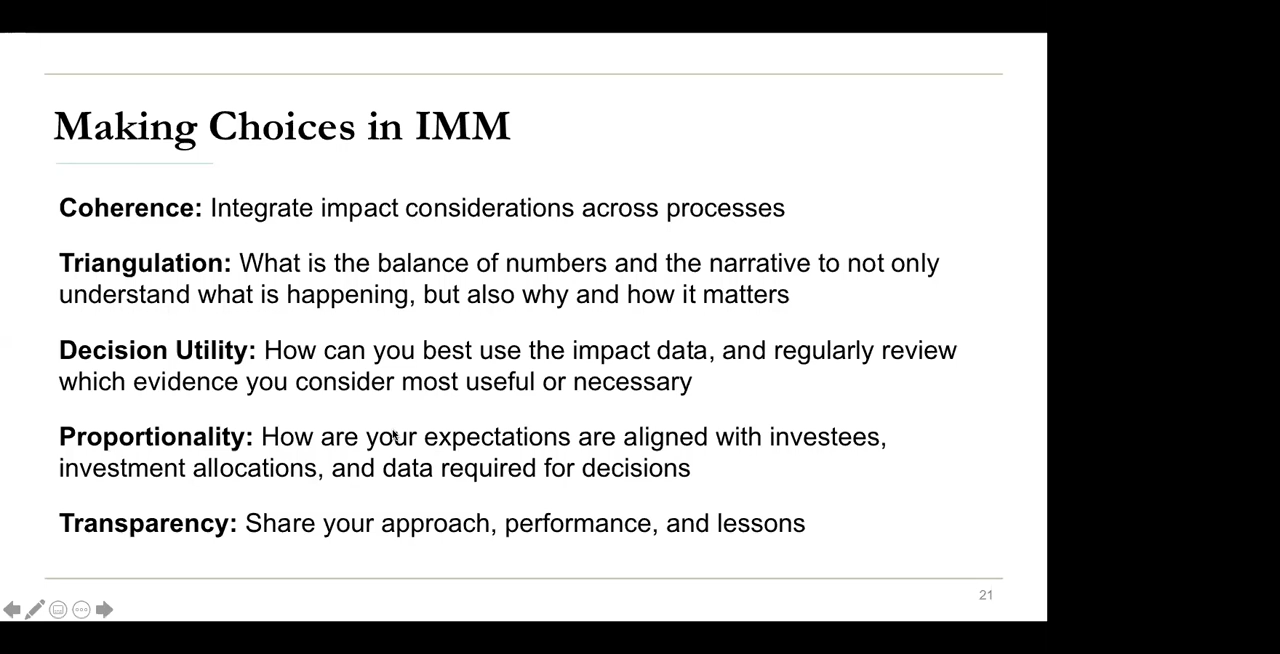 Making Choices in IMM
Coherence: Integrate impact considerations across processes
Triangulation: What is the balance of numbers and the narrative to not only
understand what is happening, but also why and how it matters
Decision Utility: How can you best use the impact data, and regularly review
which evidence you consider most useful or necessary
Proportionality: How are your expectations are aligned with investees,
investment allocations, and data required for decisions
Transparency: Share your approach, performance, and lessons
21